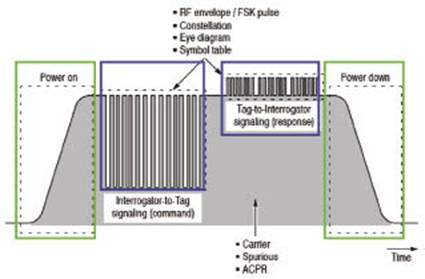 • RF envelope / FSK pulse
• Constellation
• Eye diagram
• Symbol table
Power on
Power down
Tag-to-Interrogator
signaling (response)
Interrogator-to-Tag
signaling (command)
Time
• Carrier
• Spurious
• ACPR